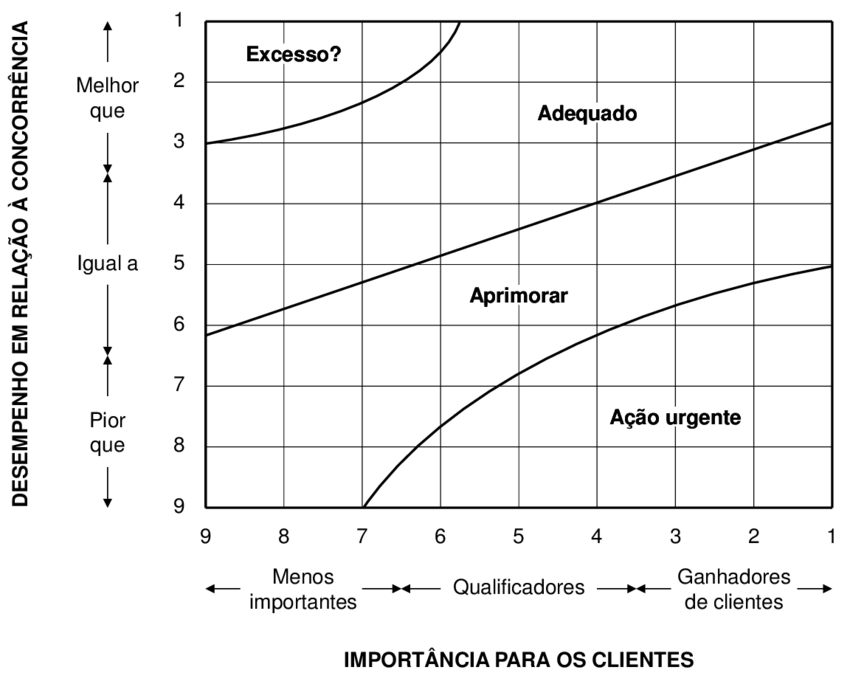 DESEMPENHO EM RELAÇÃO À CONCORRÊNCIA
Melhor
que
Igual a
Pior
que
1
2
3
4
5
6
7
8
9
Excesso?
Adequado
Aprimorar
Ação urgente
9 8 7 6 5 4 3 2 1
Menos
importantes
Qualificadores
Ganhadores
de clientes
IMPORTÂNCIA PARA OS CLIENTES